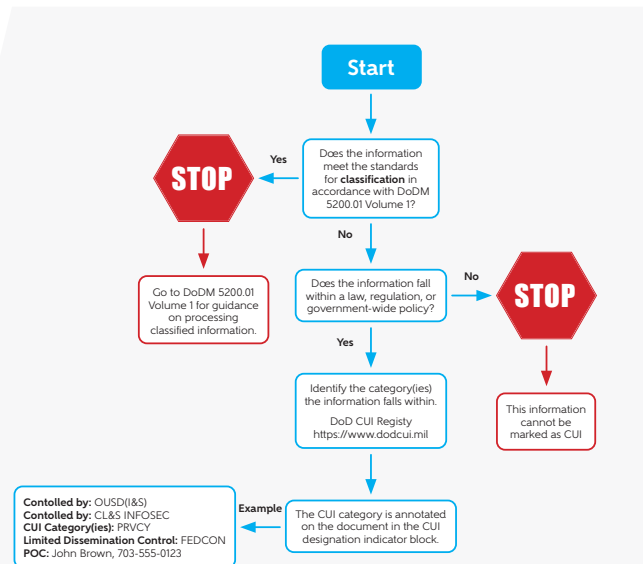 Start
Does the information
meet the standards
for classification in
accordance with DoDM
5200.01 Volume 1?
Yes
STOP
Go to DoDM 5200.01
Volume 1 for guidance
on processing
classified information.
No
Does the information fall
within a law, regulation, or
government-wide policy?
No
STOP
This information
cannot be
marked as CUI
Yes
Identify the category(ies)
the information falls within.
DoD CUI Registy
https://www.dodcui.mil
The CUI category is annotated
on the document in the CUI
designation indicator block.
Example
Contolled by: OUSD(I&S)
Contolled by: CL&S INFOSEC
CUI Category(ies): PRVCY
Limited Dissemination Control: FEDCON
POC: John Brown, 703-555-0123